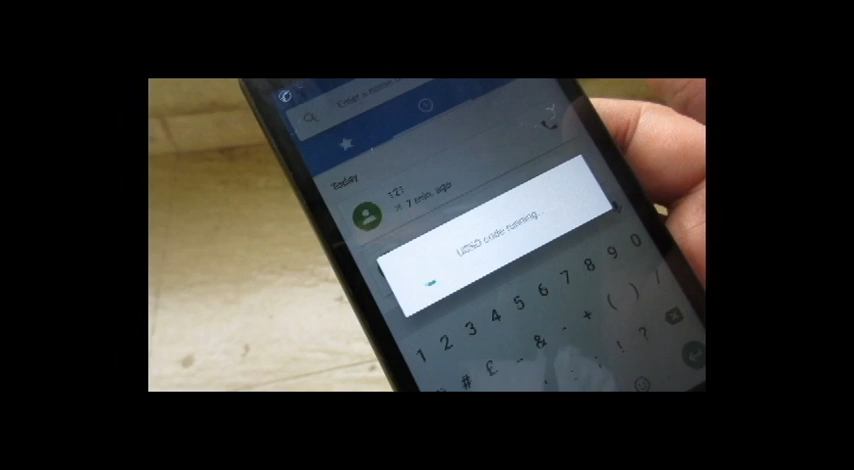 Enter a name
Today
7 min. ago
USSD code running...
1 2 3 4 5 6 7 8 9 0
# £ & - + ( ) /
! ?